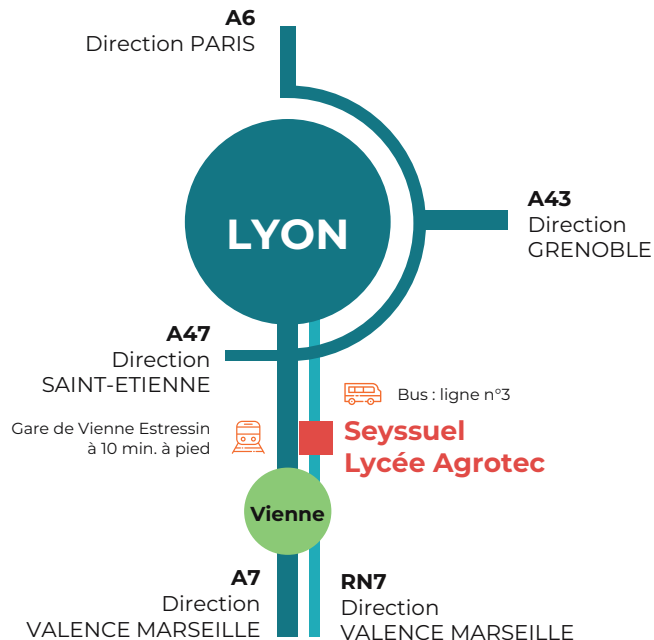 A6
Direction PARIS
LYON
A43
Direction
GRENOBLE
A47
Direction
SAINT-ETIENNE
Bus : ligne n°3
Gare de Vienne Estressin
à 10 min. à pied
Seyssuel
Lycée Agrotec
Vienne
A7
Direction
VALENCE MARSEILLE
RN7
Direction
VALENCE MARSEILLE